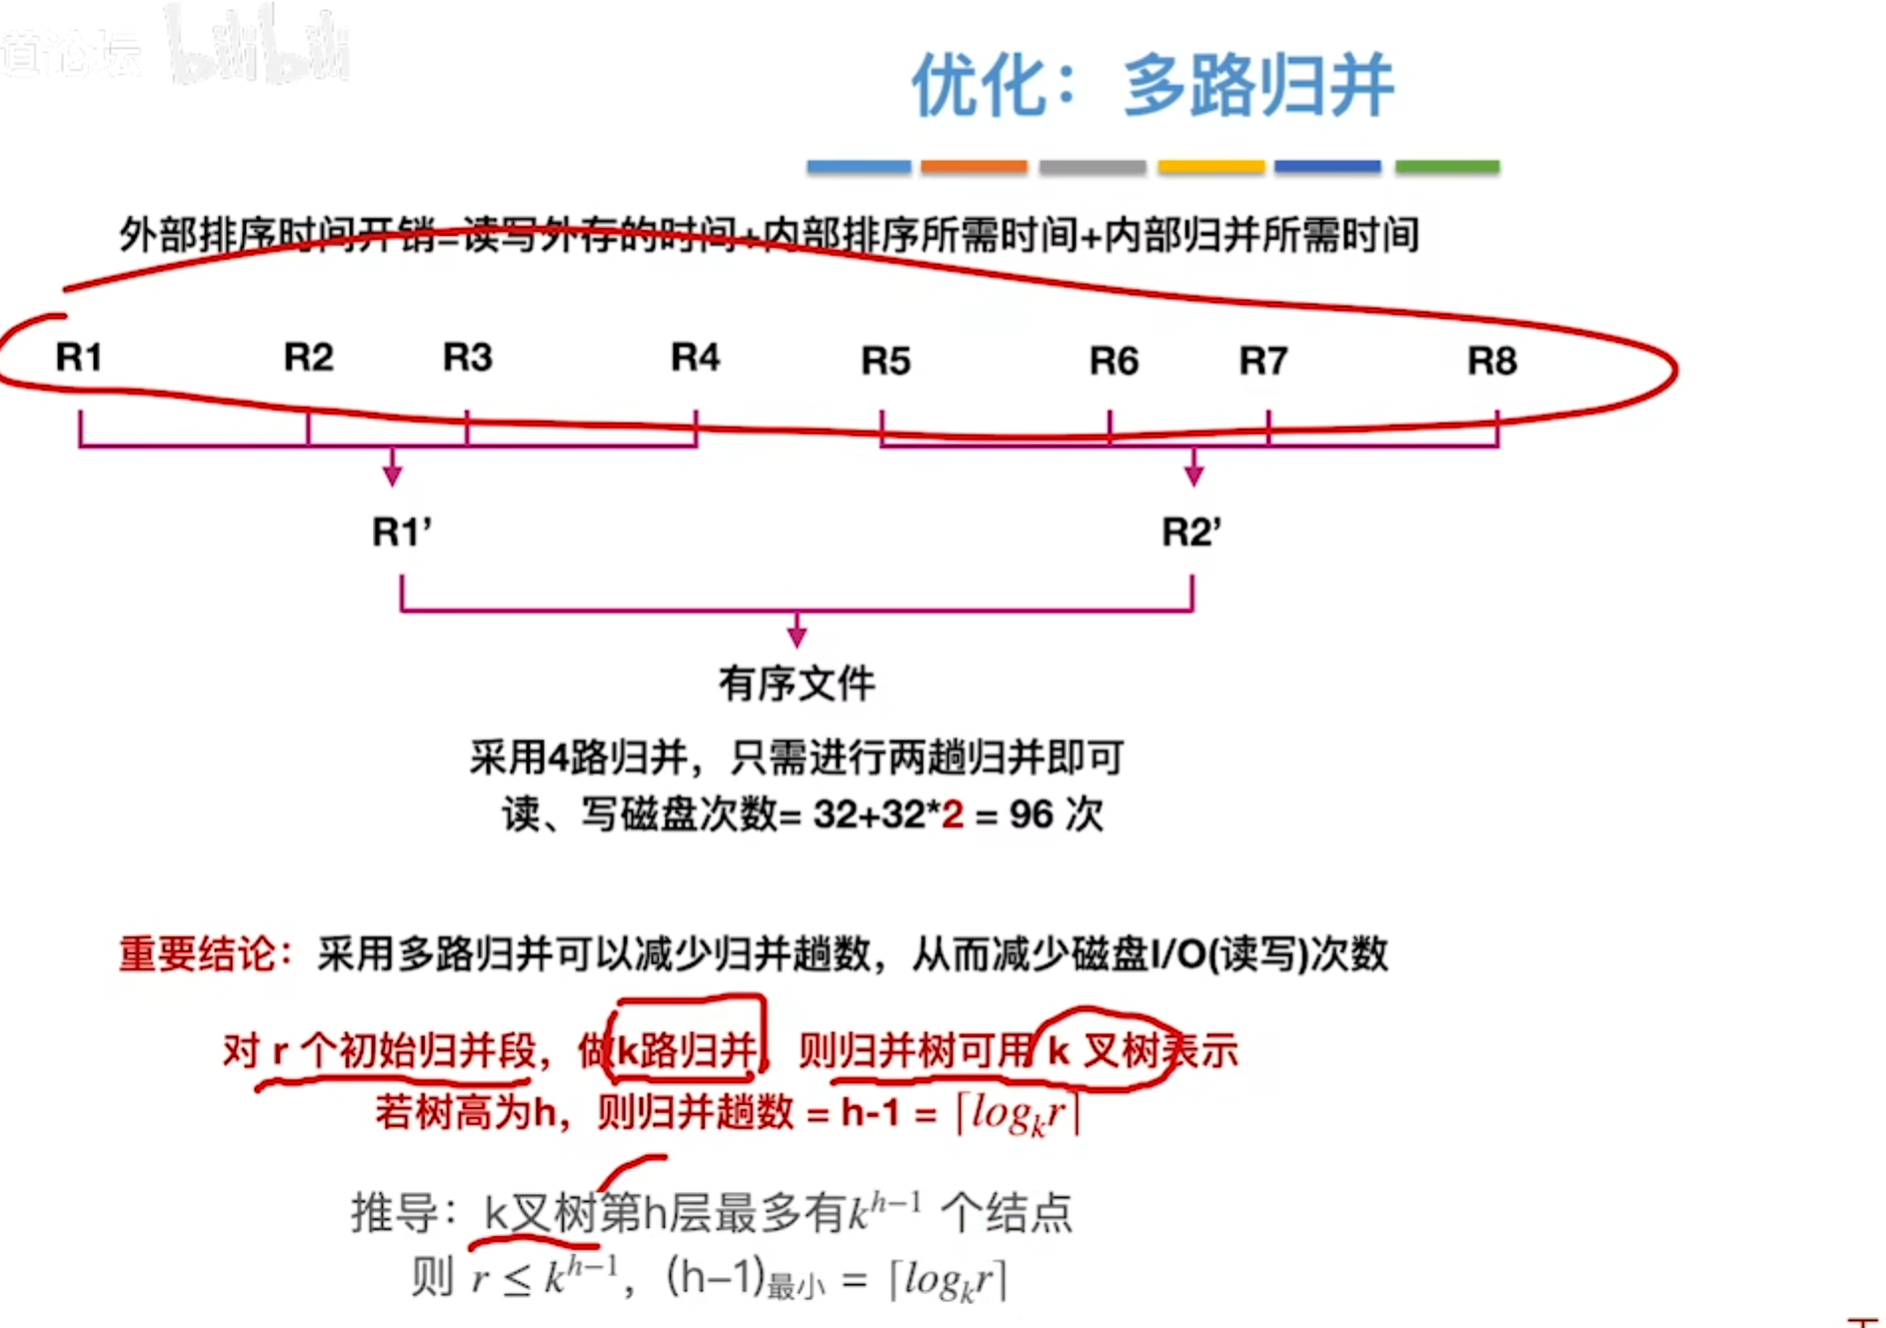 道论坛 bilibili
优化：多路归并
外部排序时间开销=读写外存的时间+内部排序所需时间+内部归并所需时间
R1 R2 R3 R4 R5 R6 R7 R8
R1’ R2’
有序文件
采用4路归并，只需进行两趟归并即可
读、写磁盘次数= 32+32*2 = 96 次
重要结论：采用多路归并可以减少归并趟数，从而减少磁盘I/O(读写)次数
对 r 个初始归并段，做k路归并，则归并树可用 k 叉树表示
若树高为h，则归并趟数 = h-1 = ⌈logₖr⌉
推导：k叉树第h层最多有kʰ⁻¹ 个结点
则 r ≤ kʰ⁻¹，(h–1)最小 = ⌈logₖr⌉